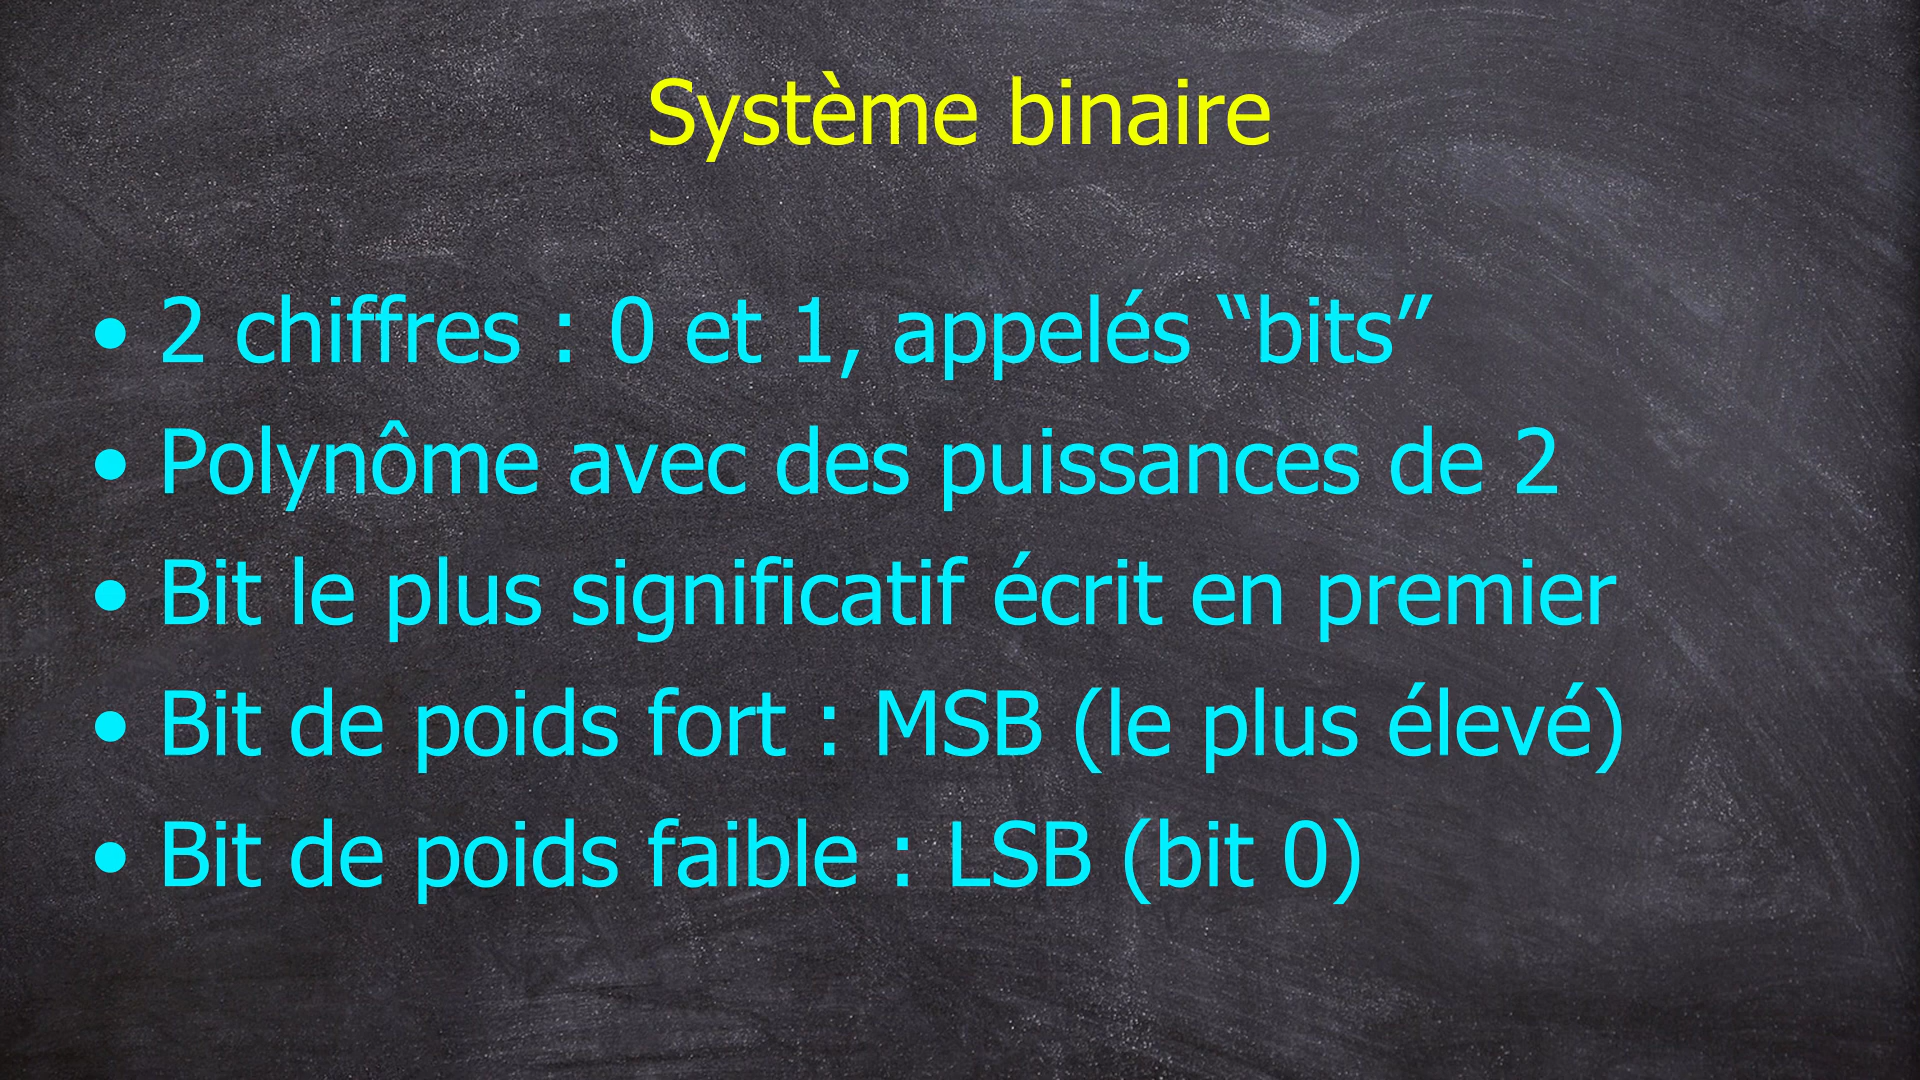 Système binaire
• 2 chiffres : 0 et 1, appelés “bits”
• Polynôme avec des puissances de 2
• Bit le plus significatif écrit en premier
• Bit de poids fort : MSB (le plus élevé)
• Bit de poids faible : LSB (bit 0)